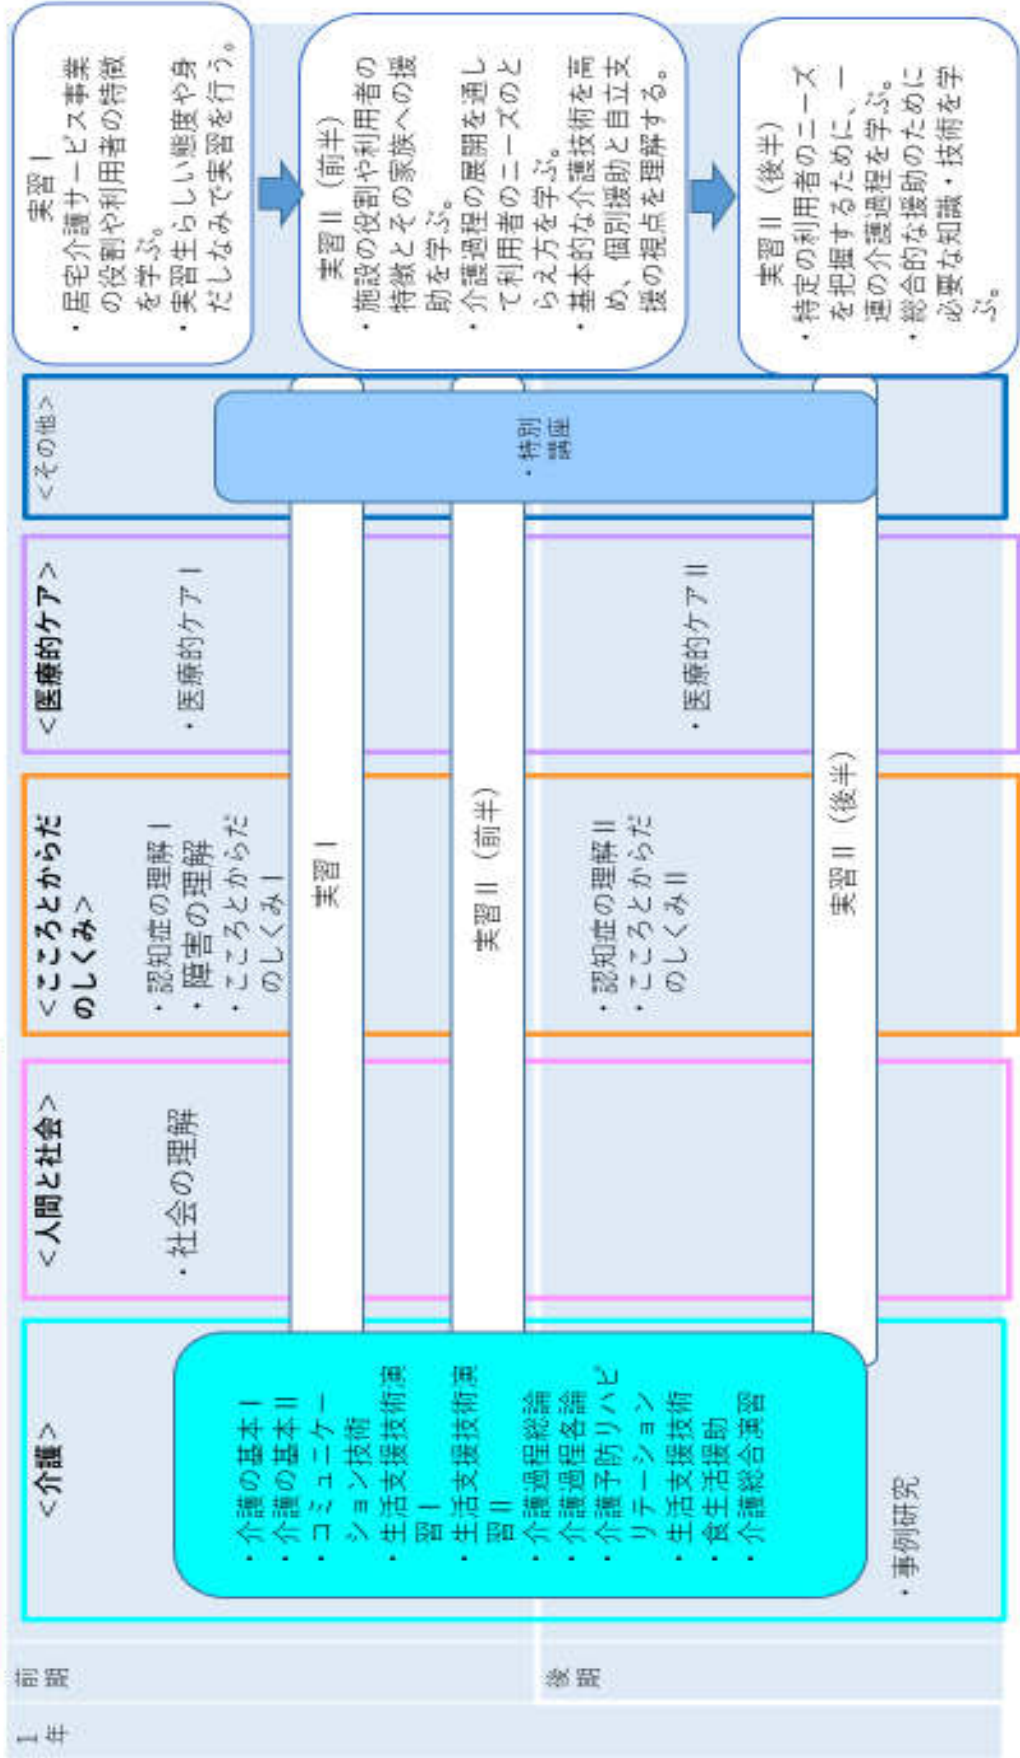 1
年
前
期
後
期
＜介護＞
・介護の基本Ⅰ
・介護の基本Ⅱ
・コミュニケー
ション技術
・生活支援技術演
習Ⅰ
・生活支援技術演
習Ⅱ
・介護過程総論
・介護過程各論
・介護予防リハビ
リテーション
・生活支援技術
・食生活援助
・介護総合演習
・事例研究
＜人間と社会＞
・社会の理解
＜こころとからだ
のしくみ＞
・認知症の理解Ⅰ
・障害の理解
・こころとからだ
のしくみⅠ
・認知症の理解Ⅱ
・こころとからだ
のしくみⅡ
＜医療的ケア＞
・医療的ケアⅠ
・医療的ケアⅡ
＜その他＞
・特別
講座
実習Ⅰ
実習Ⅱ（前半）
実習Ⅱ（後半）
実習Ⅰ
・居宅介護サービス事業
の役割や利用者の特徴
を学ぶ。
・実習生らしい態度や身
だしなみで実習を行う。
実習Ⅱ（前半）
・施設の役割や利用者の
特徴とその家族への援
助を学ぶ。
・介護過程の展開を通し
て利用者のニーズのと
らえ方を学ぶ。
・基本的な介護技術を高
め、個別援助と自立支
援の視点を理解する。
実習Ⅱ（後半）
・特定の利用者のニーズ
を把握するために、一
連の介護過程を学ぶ。
・総合的な援助のために
必要な知識・技術を学
ぶ。